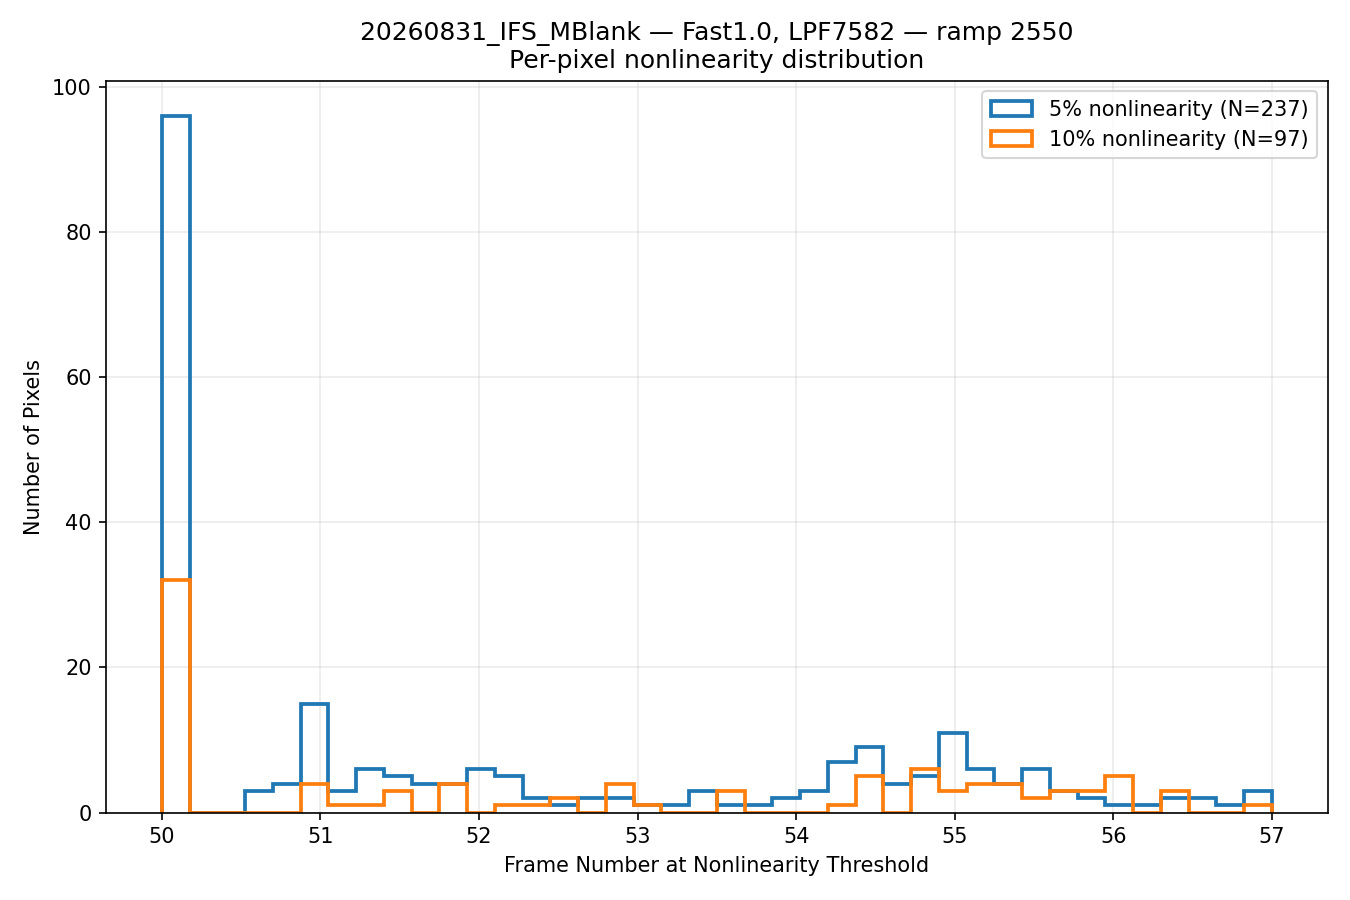 20260831_IFS_MBlank — Fast1.0, LPF7582 — ramp 2550
Per-pixel nonlinearity distribution
5% nonlinearity (N=237)
10% nonlinearity (N=97)
Number of Pixels
100
80
60
40
20
0
50 51 52 53 54 55 56 57
Frame Number at Nonlinearity Threshold